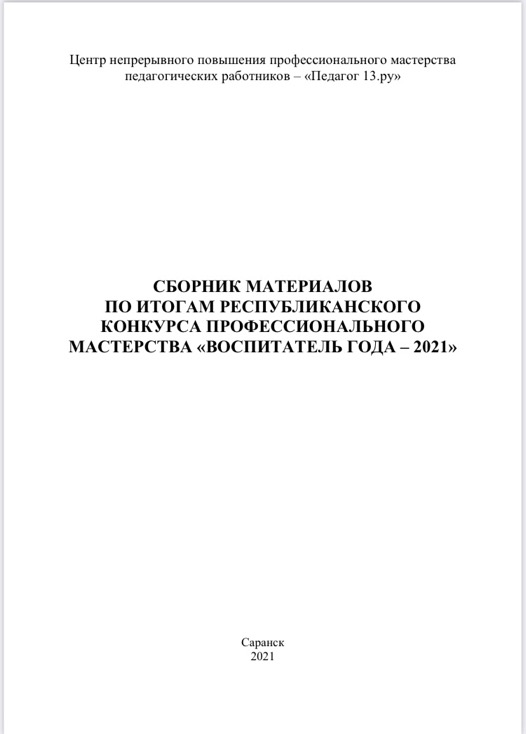 Центр непрерывного повышения профессионального мастерства
педагогических работников – «Педагог 13.ру»
СБОРНИК МАТЕРИАЛОВ
ПО ИТОГАМ РЕСПУБЛИКАНСКОГО
КОНКУРСА ПРОФЕССИОНАЛЬНОГО
МАСТЕРСТВА «ВОСПИТАТЕЛЬ ГОДА – 2021»
Саранск
2021